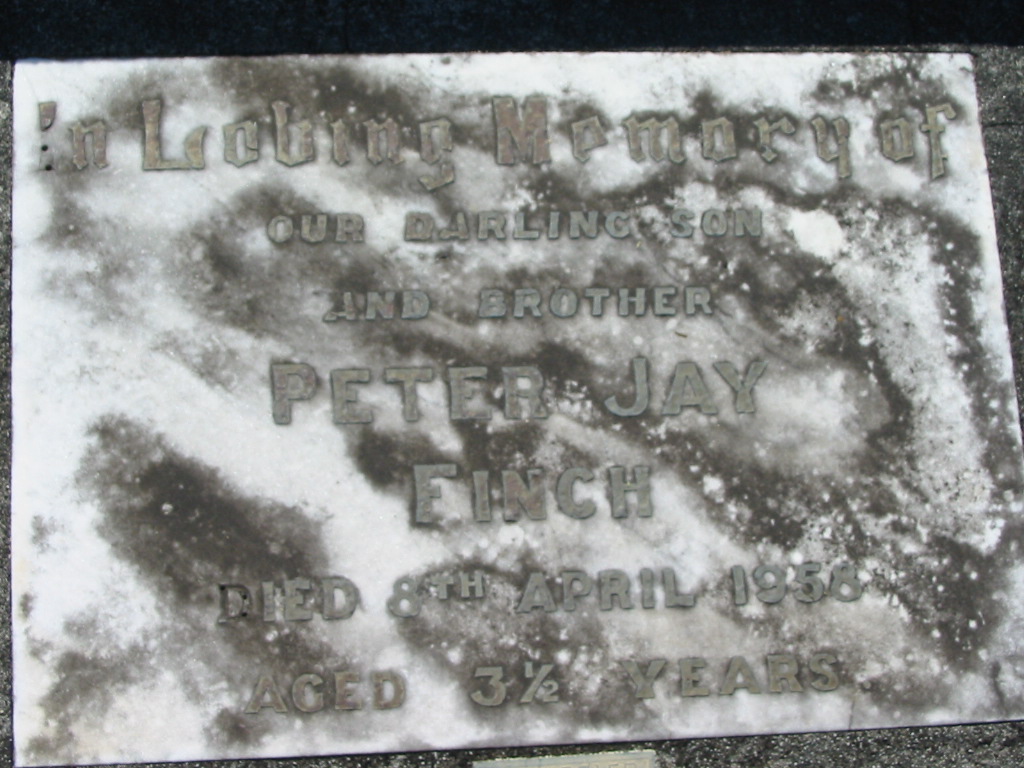 In Loving Memory of
OUR DARLING SON
AND BROTHER
PETER JAY
FINCH
DIED 8TH APRIL 1958
AGED 3½ YEARS